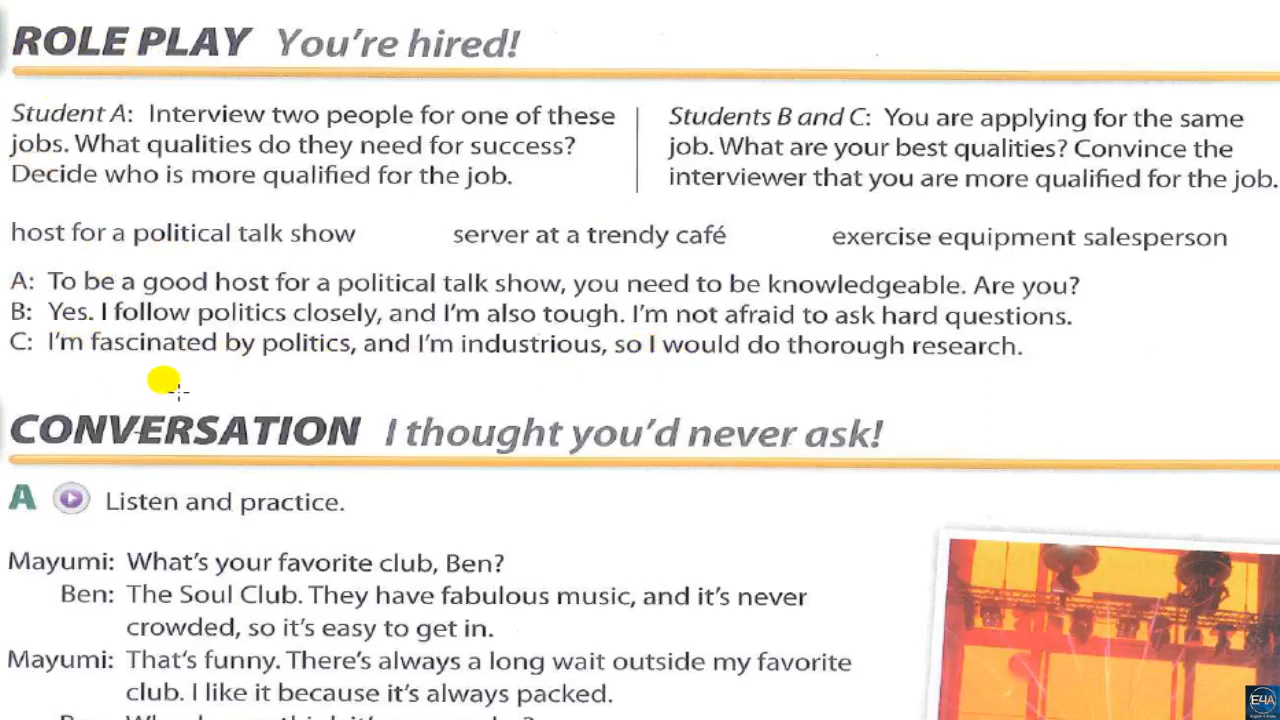 ROLE PLAY You're hired!
Student A: Interview two people for one of these
jobs. What qualities do they need for success?
Decide who is more qualified for the job.
Students B and C: You are applying for the same
job. What are your best qualities? Convince the
interviewer that you are more qualified for the job.
host for a political talk show server at a trendy café exercise equipment salesperson
A: To be a good host for a political talk show, you need to be knowledgeable. Are you?
B: Yes. I follow politics closely, and I'm also tough. I'm not afraid to ask hard questions.
C: I'm fascinated by politics, and I'm industrious, so I would do thorough research.
CONVERSATION I thought you'd never ask!
A Listen and practice.
Mayumi: What's your favorite club, Ben?
Ben: The Soul Club. They have fabulous music, and it's never
crowded, so it's easy to get in.
Mayumi: That's funny. There's always a long wait outside my favorite
club. I like it because it's always packed.
E4A